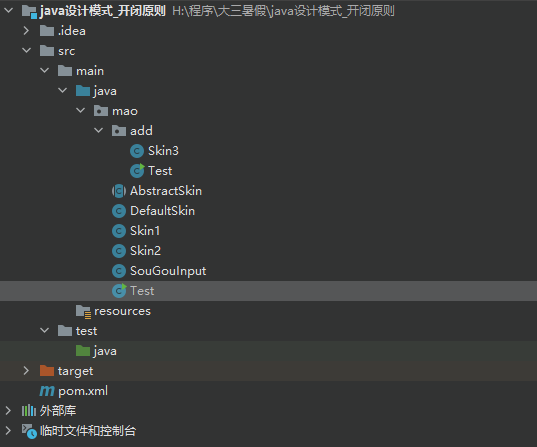 java设计模式_开闭原则 H:\程序\大三暑假\java设计模式_开闭原则
.idea
src
main
java
mao
add
Skin3
Test
AbstractSkin
DefaultSkin
Skin1
Skin2
SouGouInput
Test
resources
test
java
target
pom.xml
外部库
临时文件和控制台